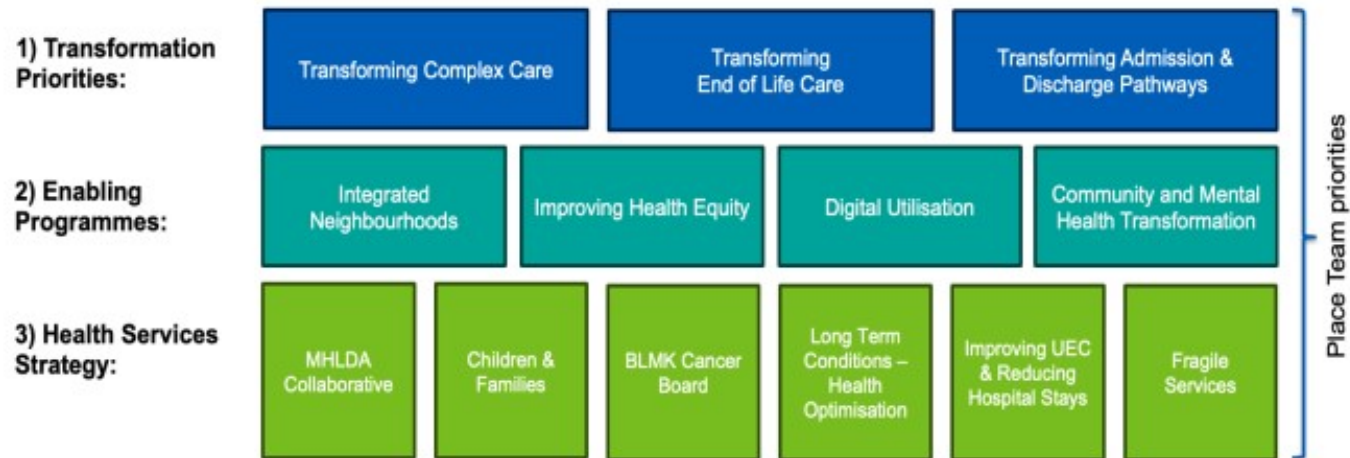 1) Transformation
Priorities:
Transforming Complex Care
Transforming
End of Life Care
Transforming Admission &
Discharge Pathways
2) Enabling
Programmes:
Integrated
Neighbourhoods
Improving Health Equity
Digital Utilisation
Community and Mental
Health Transformation
3) Health Services
Strategy:
MHLDA
Collaborative
Children &
Families
BLMK Cancer
Board
Long Term
Conditions –
Health
Optimisation
Improving UEC
& Reducing
Hospital Stays
Fragile
Services
Place Team priorities